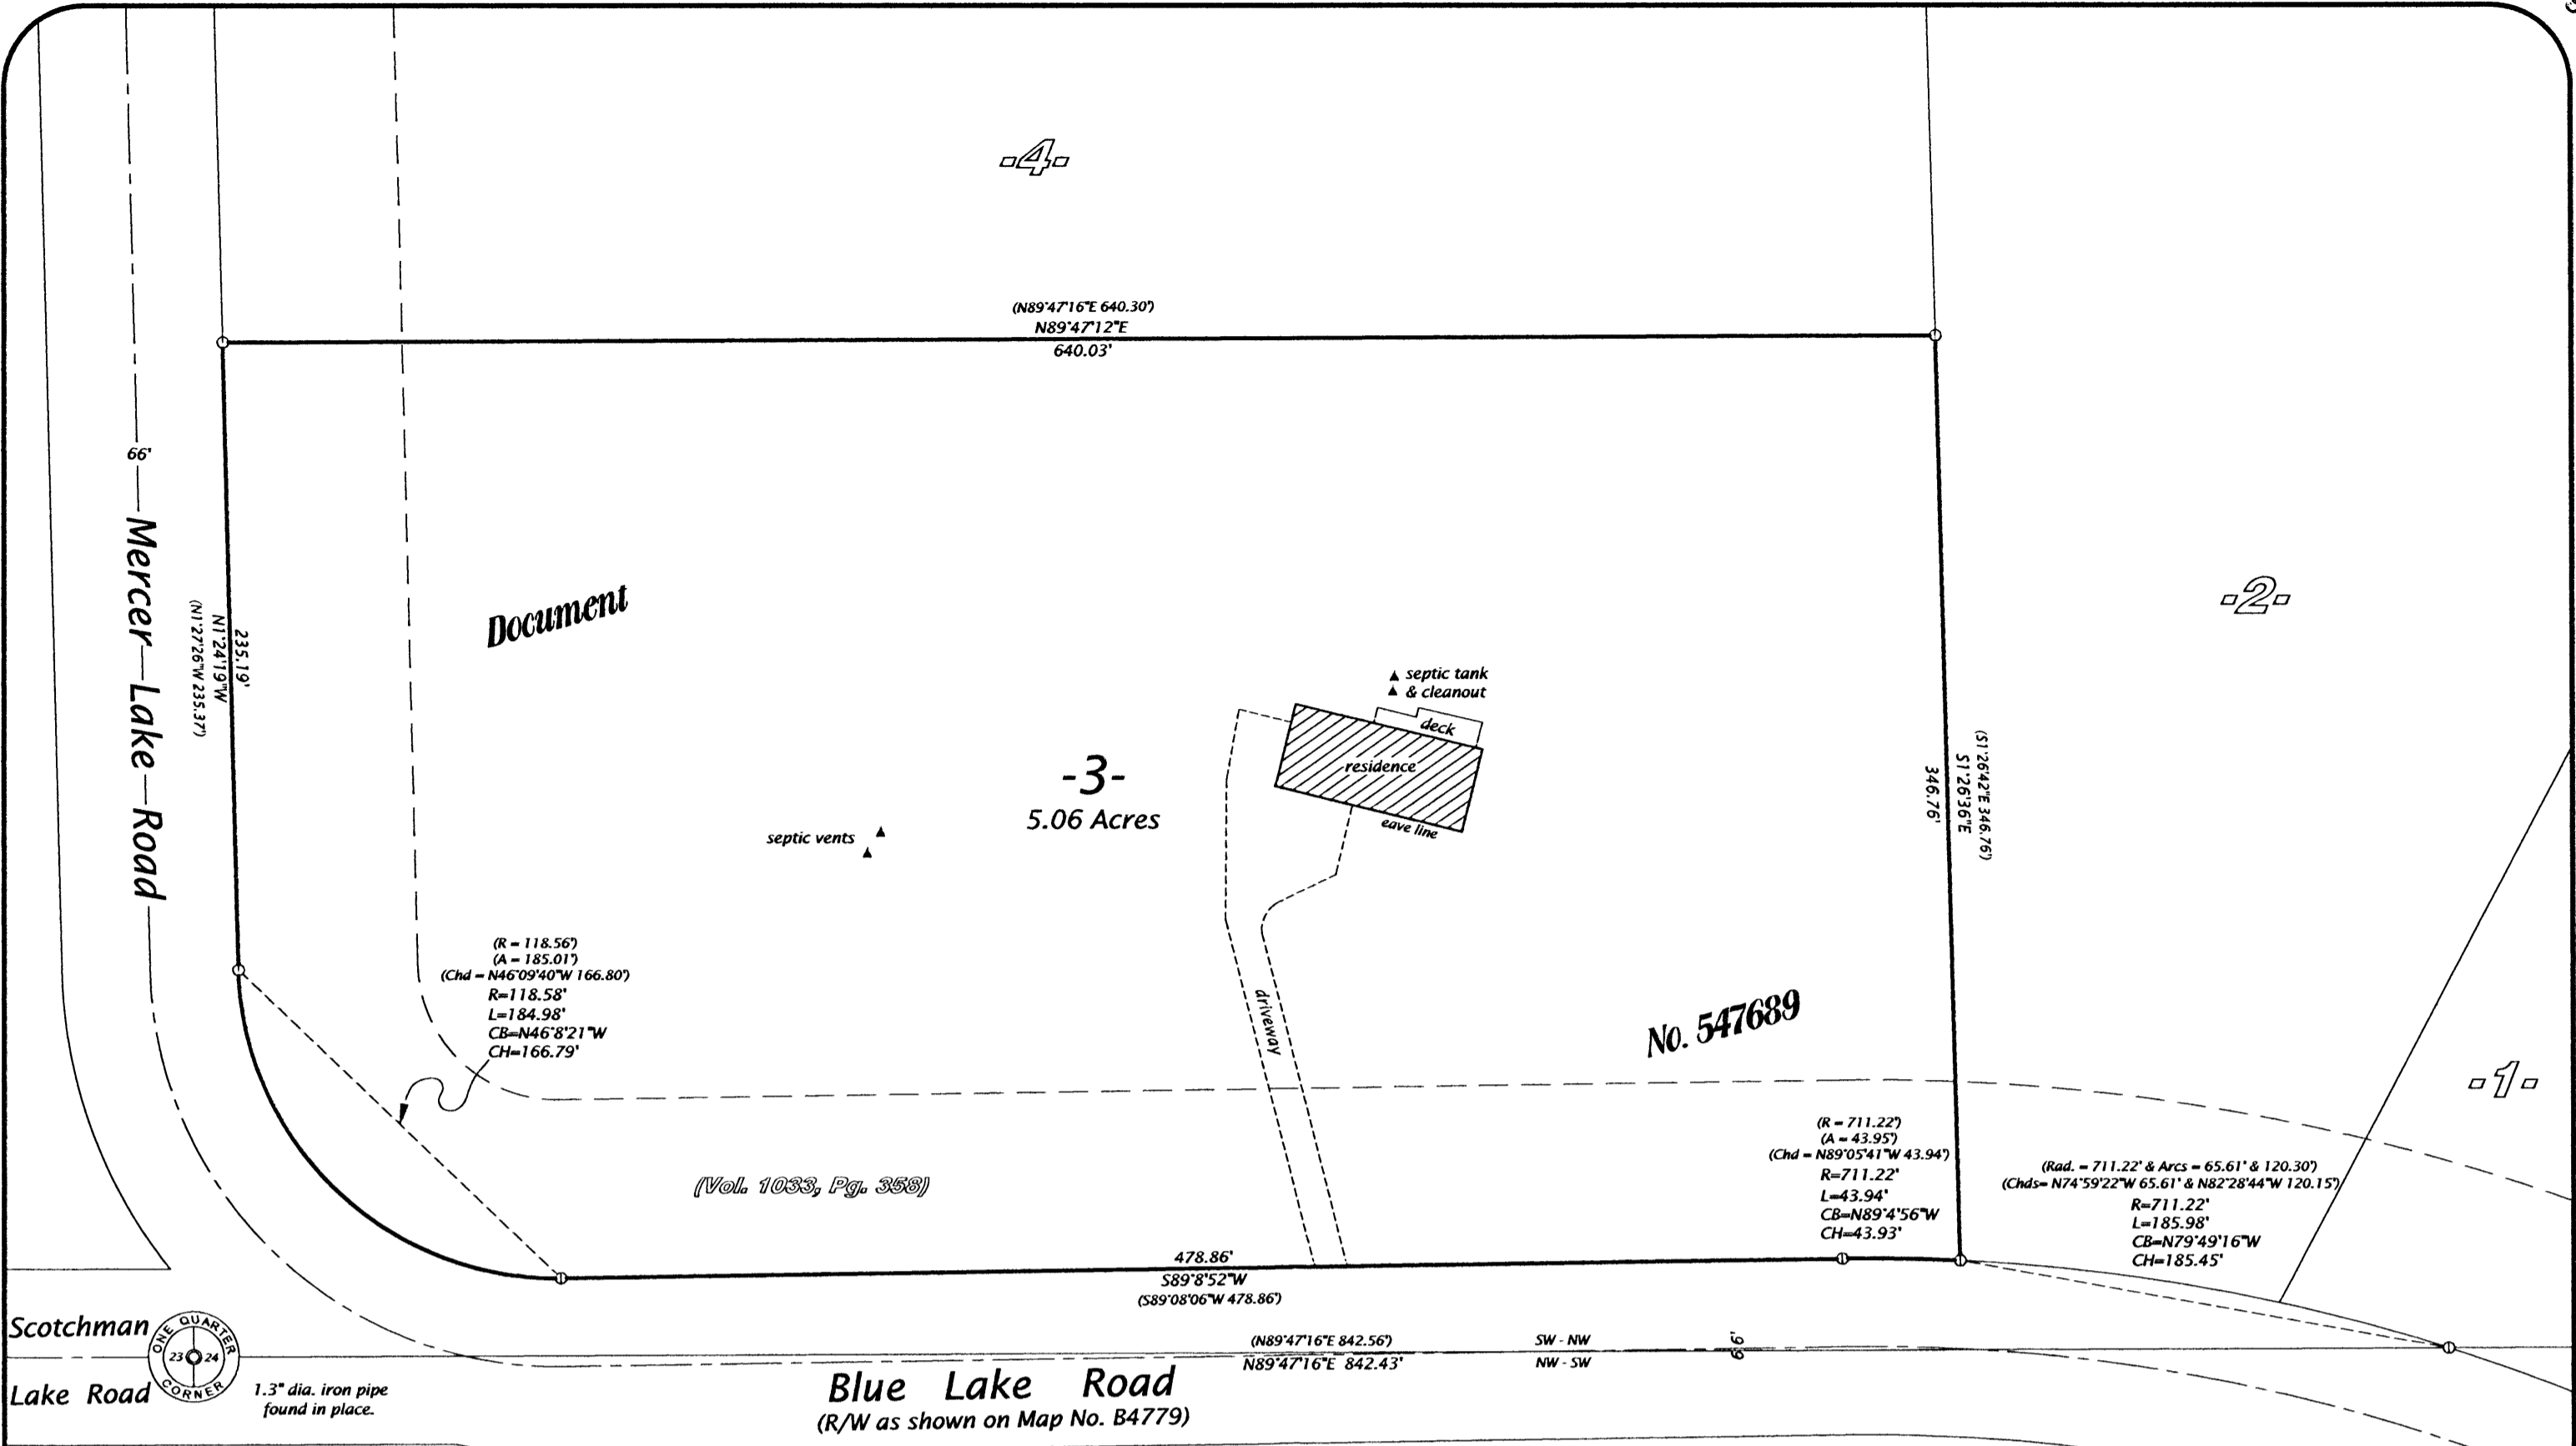 -4-
(N89°47'16"E 640.30')
N89°47'12"E
640.03'
66'
Mercer Lake Road
235.19'
N1°24'19"W
(N1°27'26"W 235.37')
Document
-2-
septic tank
& cleanout
deck
residence
eave line
-3-
5.06 Acres
septic vents
(S1°26'42"E 346.76')
S1°26'36"E
346.76'
(R = 118.56')
(A = 185.01')
(Chd = N46°09'40"W 166.80')
R=118.58'
L=184.98'
CB=N46°8'21"W
CH=166.79'
driveway
No. 547689
-1-
(R = 711.22')
(A = 43.95')
(Chd = N89°05'41"W 43.94')
R=711.22'
L=43.94'
CB=N89°4'56"W
CH=43.93'
(Rad. = 711.22' & Arcs = 65.61' & 120.30')
(Chds= N74°59'22"W 65.61' & N82°28'44"W 120.15')
R=711.22'
L=185.98'
CB=N79°49'16"W
CH=185.45'
(Vol. 1033, Pg. 358)
478.86'
S89°8'52"W
(S89°08'06"W 478.86')
Scotchman
Lake Road
ONE QUARTER
23 24
CORNER
1.3" dia. iron pipe
found in place.
(N89°47'16"E 842.56')
N89°47'16"E 842.43'
SW - NW
NW - SW
66'
Blue Lake Road
(R/W as shown on Map No. B4779)